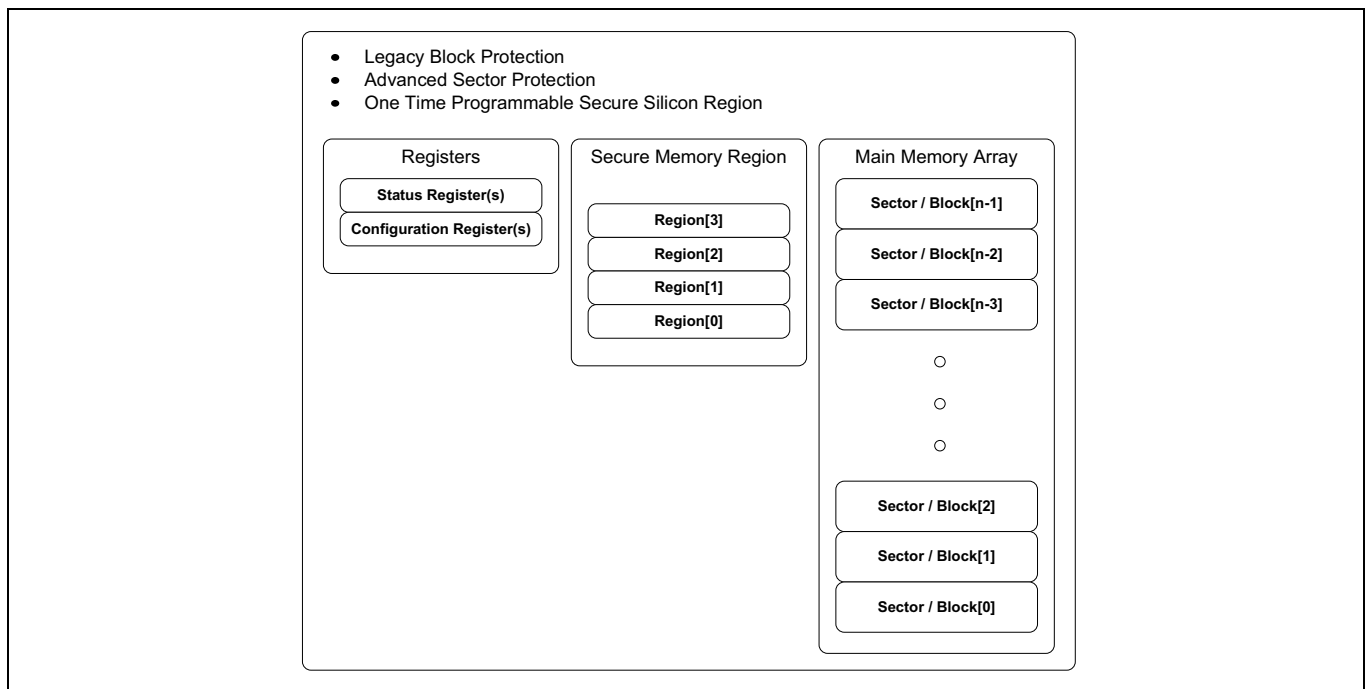 ● Legacy Block Protection
● Advanced Sector Protection
● One Time Programmable Secure Silicon Region
Registers
Status Register(s)
Configuration Register(s)
Secure Memory Region
Region[3]
Region[2]
Region[1]
Region[0]
Main Memory Array
Sector / Block[n-1]
Sector / Block[n-2]
Sector / Block[n-3]
Sector / Block[2]
Sector / Block[1]
Sector / Block[0]